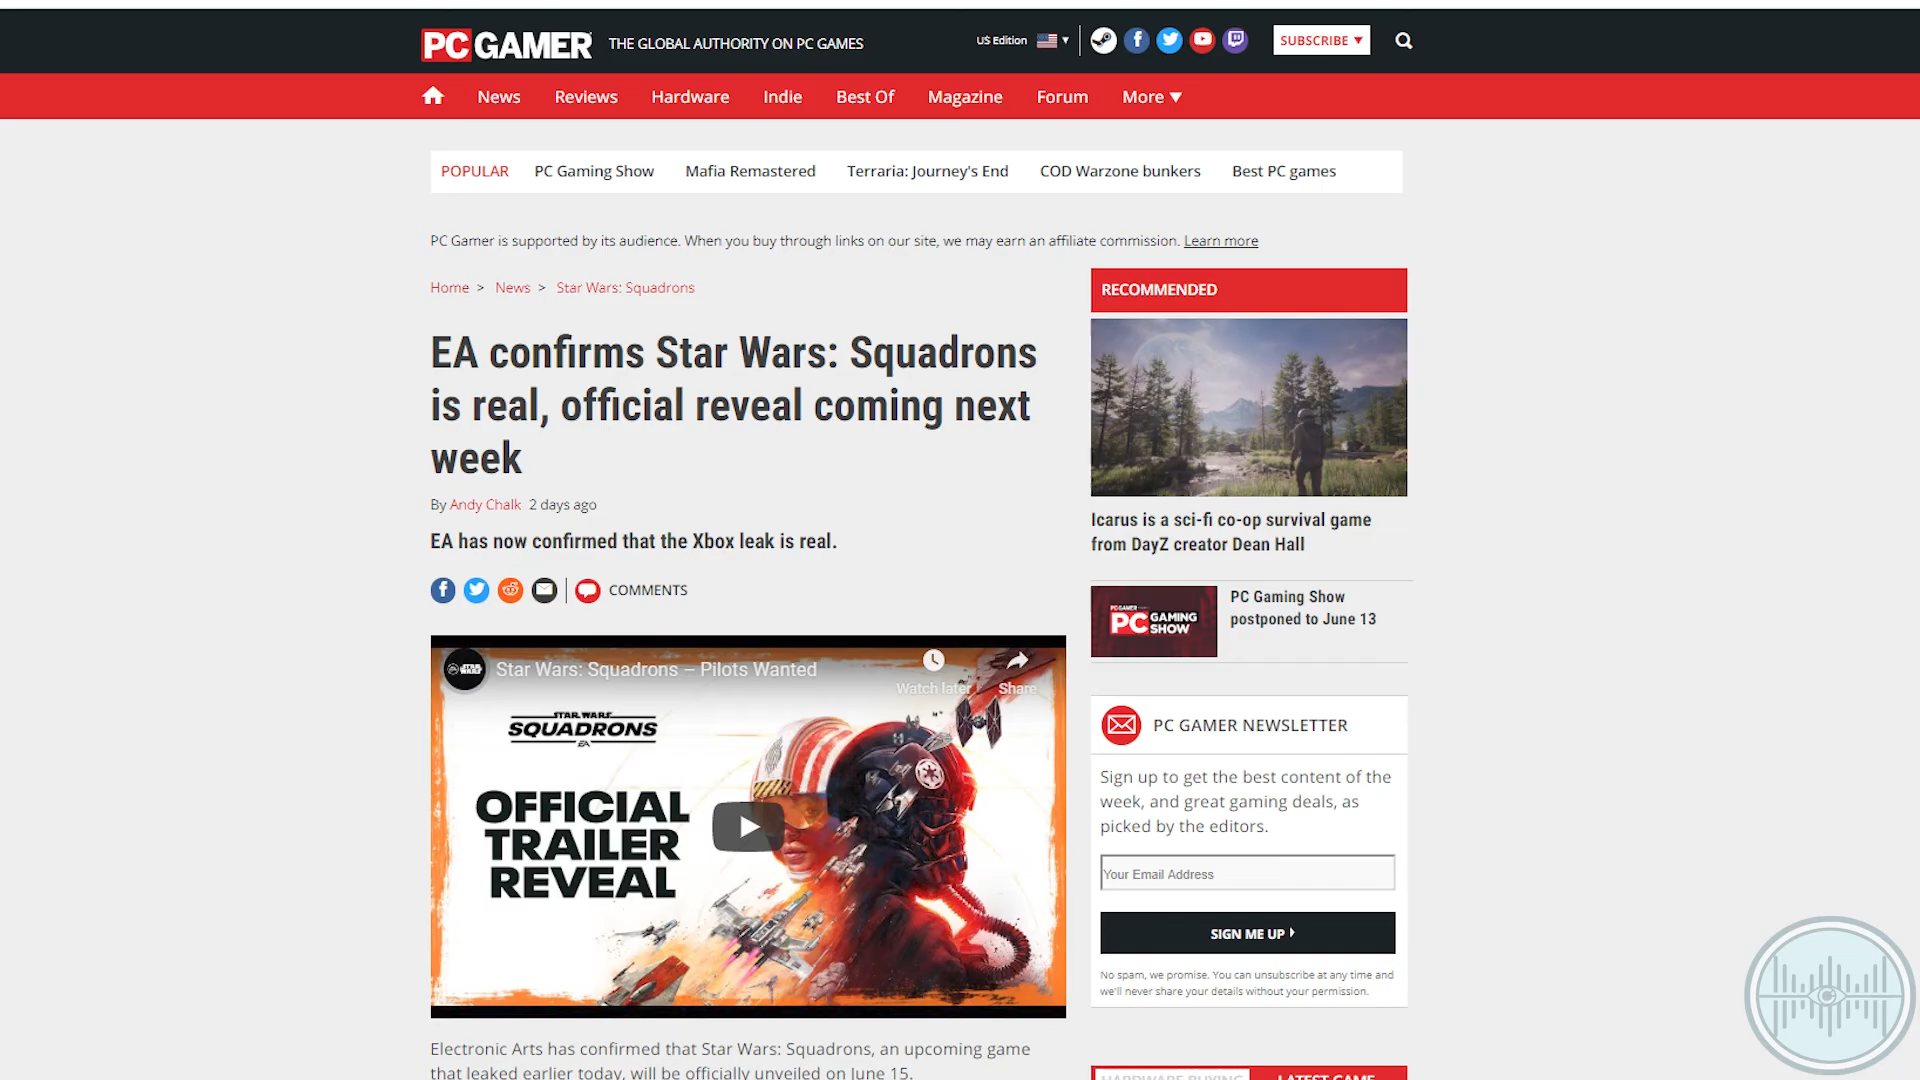 PC GAMER THE GLOBAL AUTHORITY ON PC GAMES US Edition SUBSCRIBE
News Reviews Hardware Indie Best Of Magazine Forum More
POPULAR PC Gaming Show Mafia Remastered Terraria: Journey's End COD Warzone bunkers Best PC games
PC Gamer is supported by its audience. When you buy through links on our site, we may earn an affiliate commission. Learn more
Home > News > Star Wars: Squadrons
EA confirms Star Wars: Squadrons
is real, official reveal coming next
week
By Andy Chalk 2 days ago
EA has now confirmed that the Xbox leak is real.
COMMENTS
Star Wars: Squadrons – Pilots Wanted
Watch later Share
STAR WARS
SQUADRONS
EA
OFFICIAL
TRAILER
REVEAL
Electronic Arts has confirmed that Star Wars: Squadrons, an upcoming game
that leaked earlier today, will be officially unveiled on June 15.
RECOMMENDED
Icarus is a sci-fi co-op survival game
from DayZ creator Dean Hall
PC GAMER
PC GAMING
SHOW
PC Gaming Show
postponed to June 13
PC GAMER NEWSLETTER
Sign up to get the best content of the
week, and great gaming deals, as
picked by the editors.
Your Email Address
SIGN ME UP
No spam, we promise. You can unsubscribe at any time and
we'll never share your details without your permission.
HARDWARE BUYING LATEST GAME